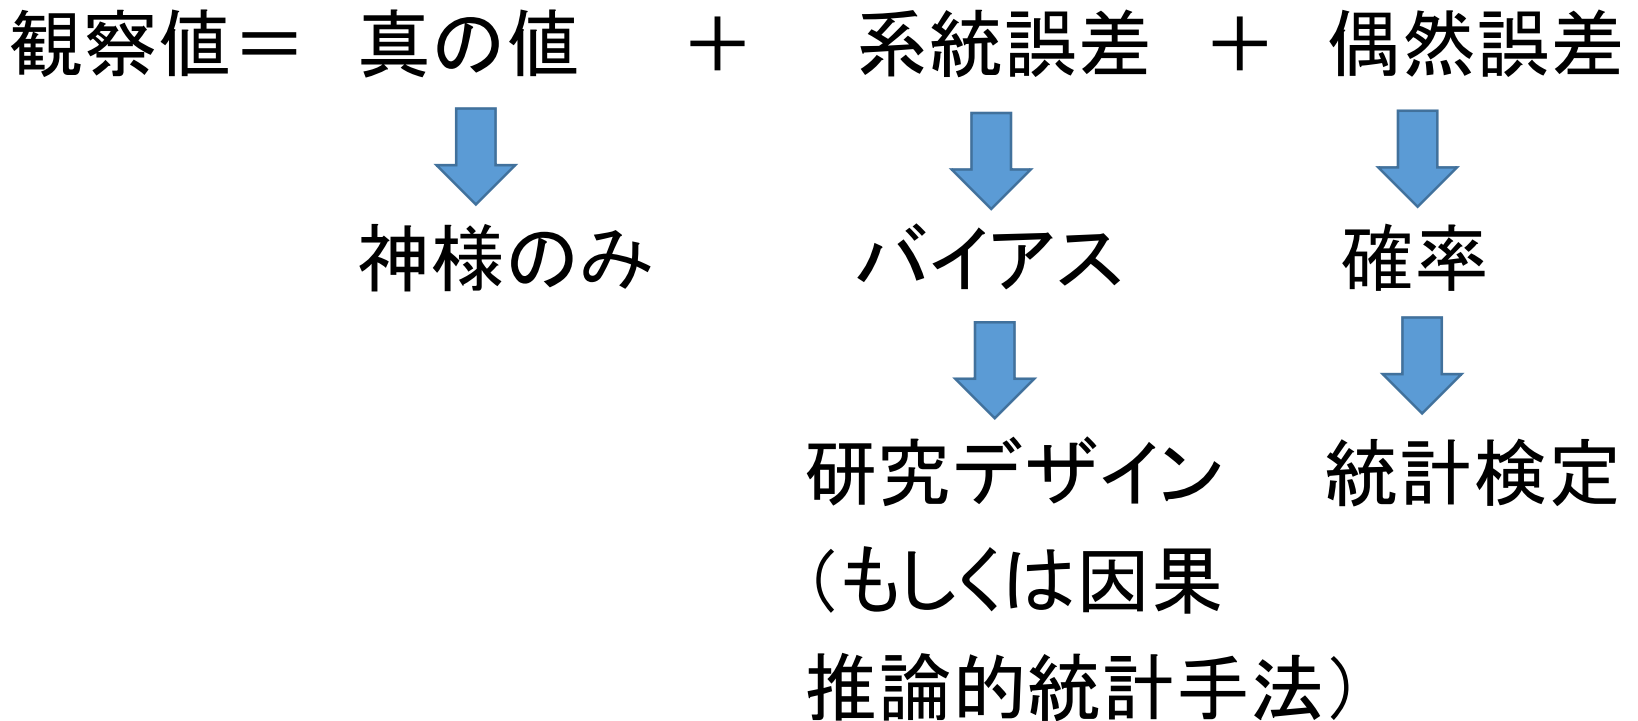 観察値＝ 真の値 ＋ 系統誤差 ＋ 偶然誤差
神様のみ バイアス 確率
研究デザイン 統計検定
（もしくは因果
推論的統計手法）